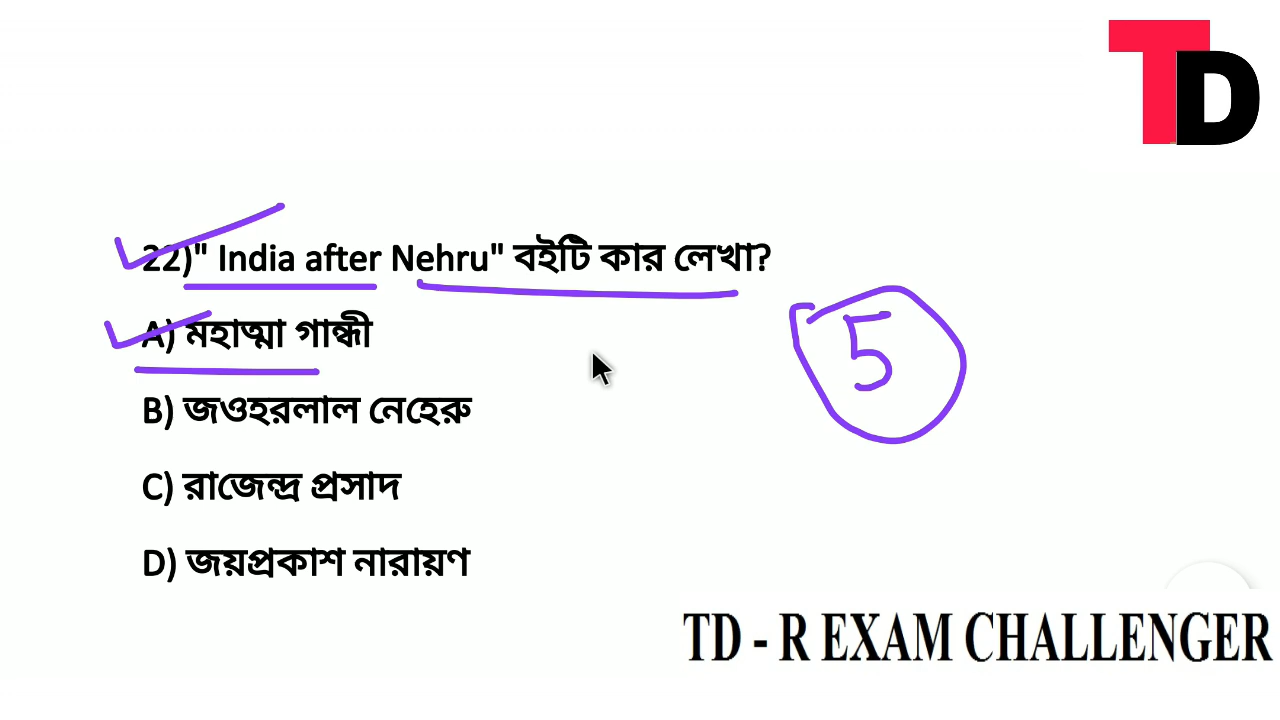 TD
22)" India after Nehru" বইটি কার লেখা?
A) মহাত্মা গান্ধী
5
B) জওহরলাল নেহেরু
C) রাজেন্দ্র প্রসাদ
D) জয়প্রকাশ নারায়ণ
TD - R EXAM CHALLENGER